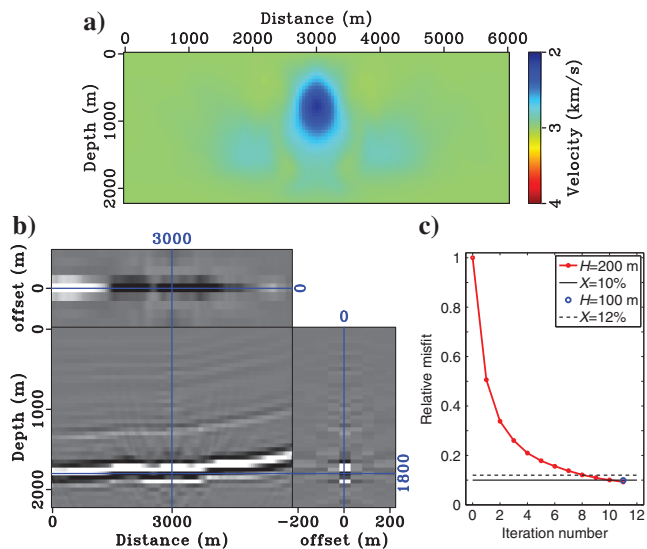 a)
Distance (m)
0 1000 2000 3000 4000 5000 6000
Depth (m)
0
1000
2000
2
3
4
Velocity (km/s)
b)
3000
offset (m)
0
0
0
Depth (m)
0
1000
2000
1800
0 3000
Distance (m)
−200 0 200
offset (m)
c)
Relative misfit
1
0.8
0.6
0.4
0.2
0
H=200 m
X=10%
H=100 m
X=12%
0 2 4 6 8 10 12
Iteration number